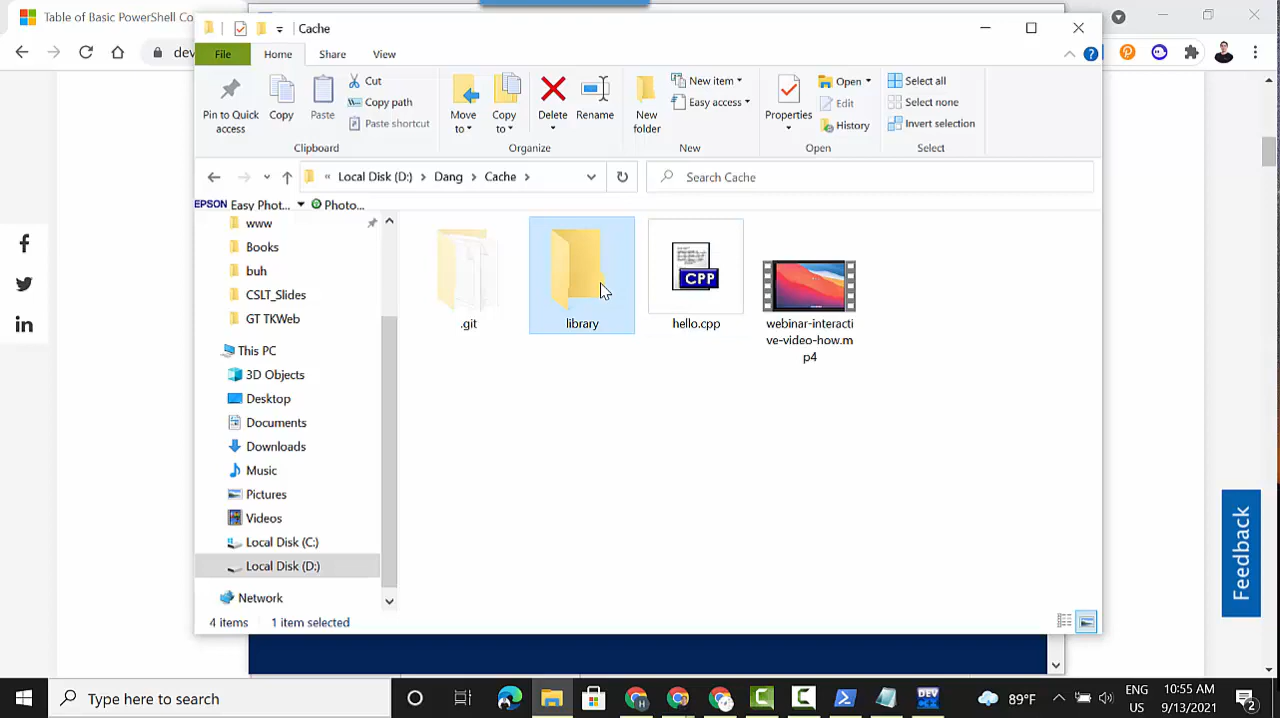 Table of Basic PowerShell Co
dev
Cache
File
Home
Share
View
Pin to Quick
access
Copy
Paste
Cut
Copy path
Paste shortcut
Clipboard
Move
to
Copy
to
Delete
Rename
Organize
New
folder
New item
Easy access
New
Properties
Open
Edit
History
Open
Select all
Select none
Invert selection
Select
« Local Disk (D:) > Dang > Cache >
Search Cache
EPSON Easy Phot...
Photo...
www
Books
buh
CSLT_Slides
GT TKWeb
This PC
3D Objects
Desktop
Documents
Downloads
Music
Pictures
Videos
Local Disk (C:)
Local Disk (D:)
Network
.git
library
CPP
hello.cpp
webinar-interacti
ve-video-how.m
p4
4 items
1 item selected
Feedback
Type here to search
H
DEV
89°F
ENG
US
10:55 AM
9/13/2021
2